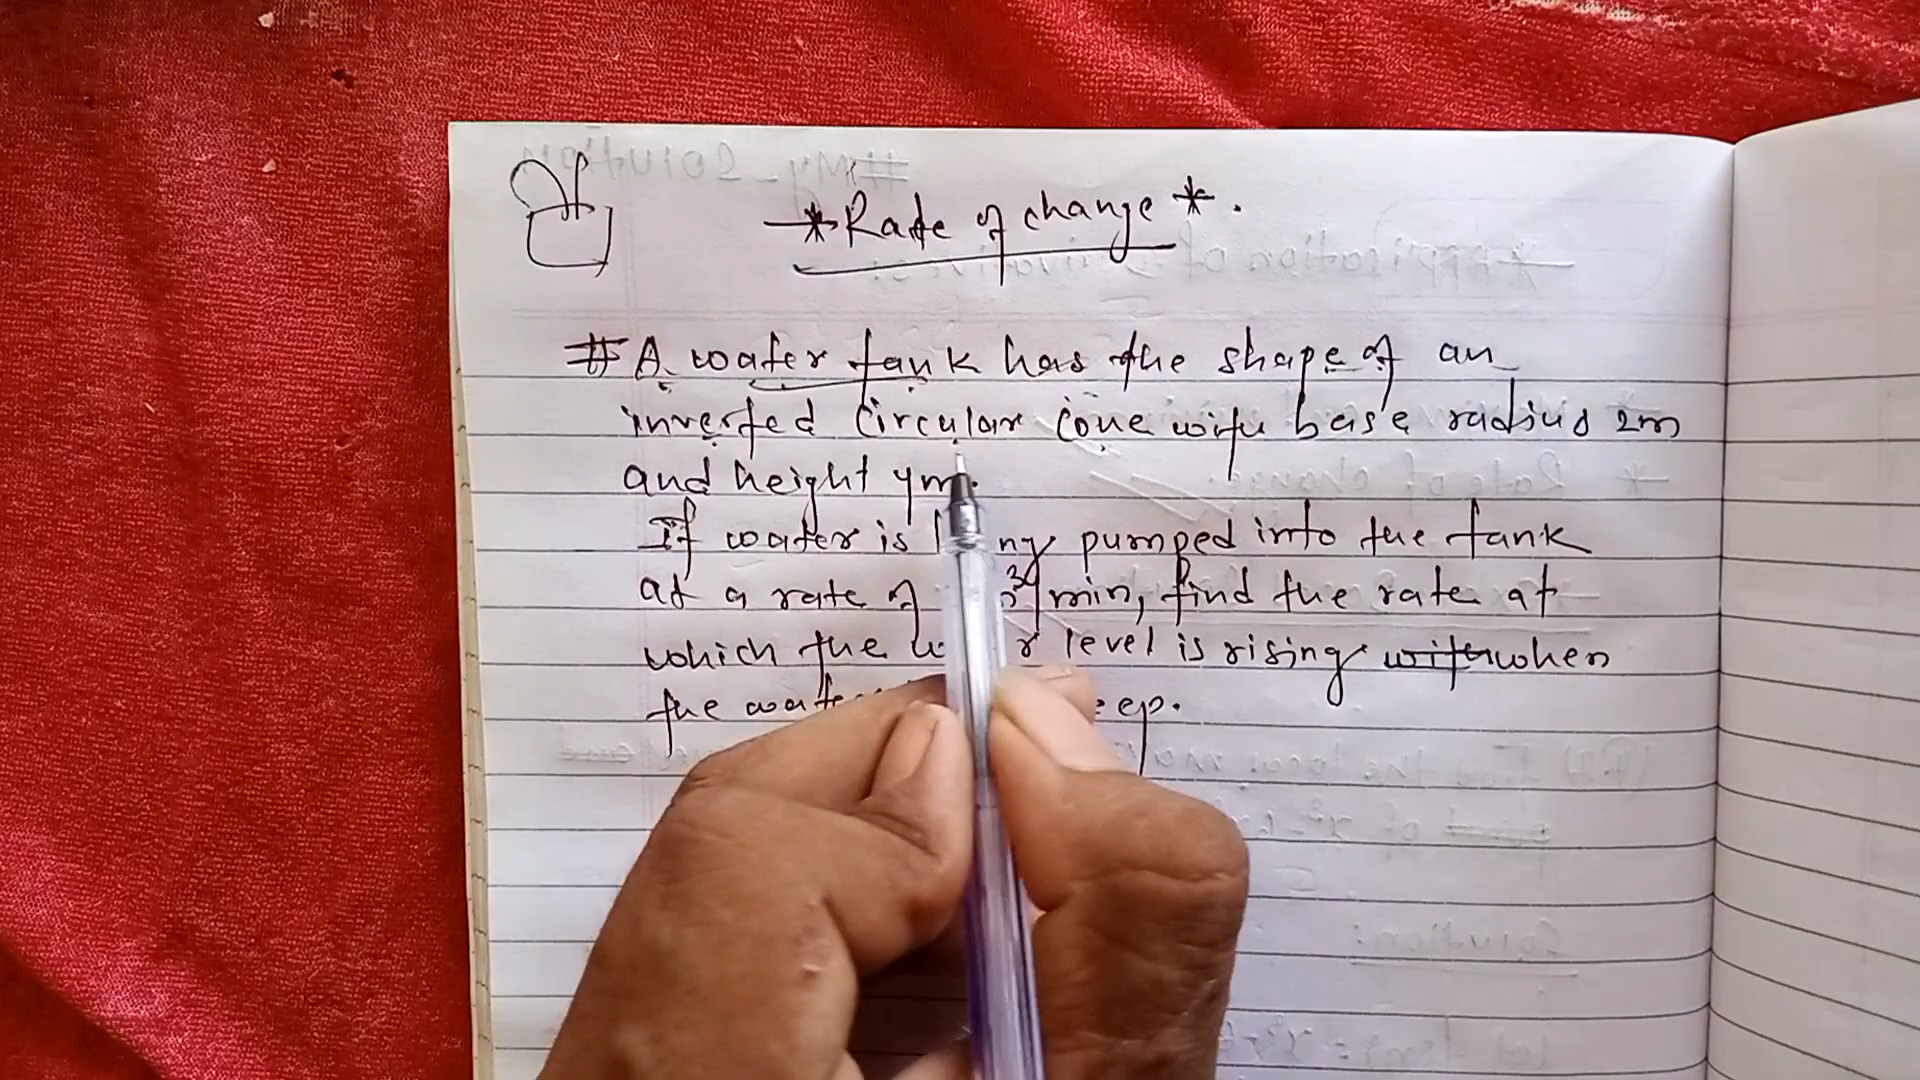 * Rate of change *.
# A water tank has the shape of an
inverted circular cone with base radius 2m
and height 4m.
If water is pumped into the tank
at a rate of min, find the rate at
which the level is rising when
the